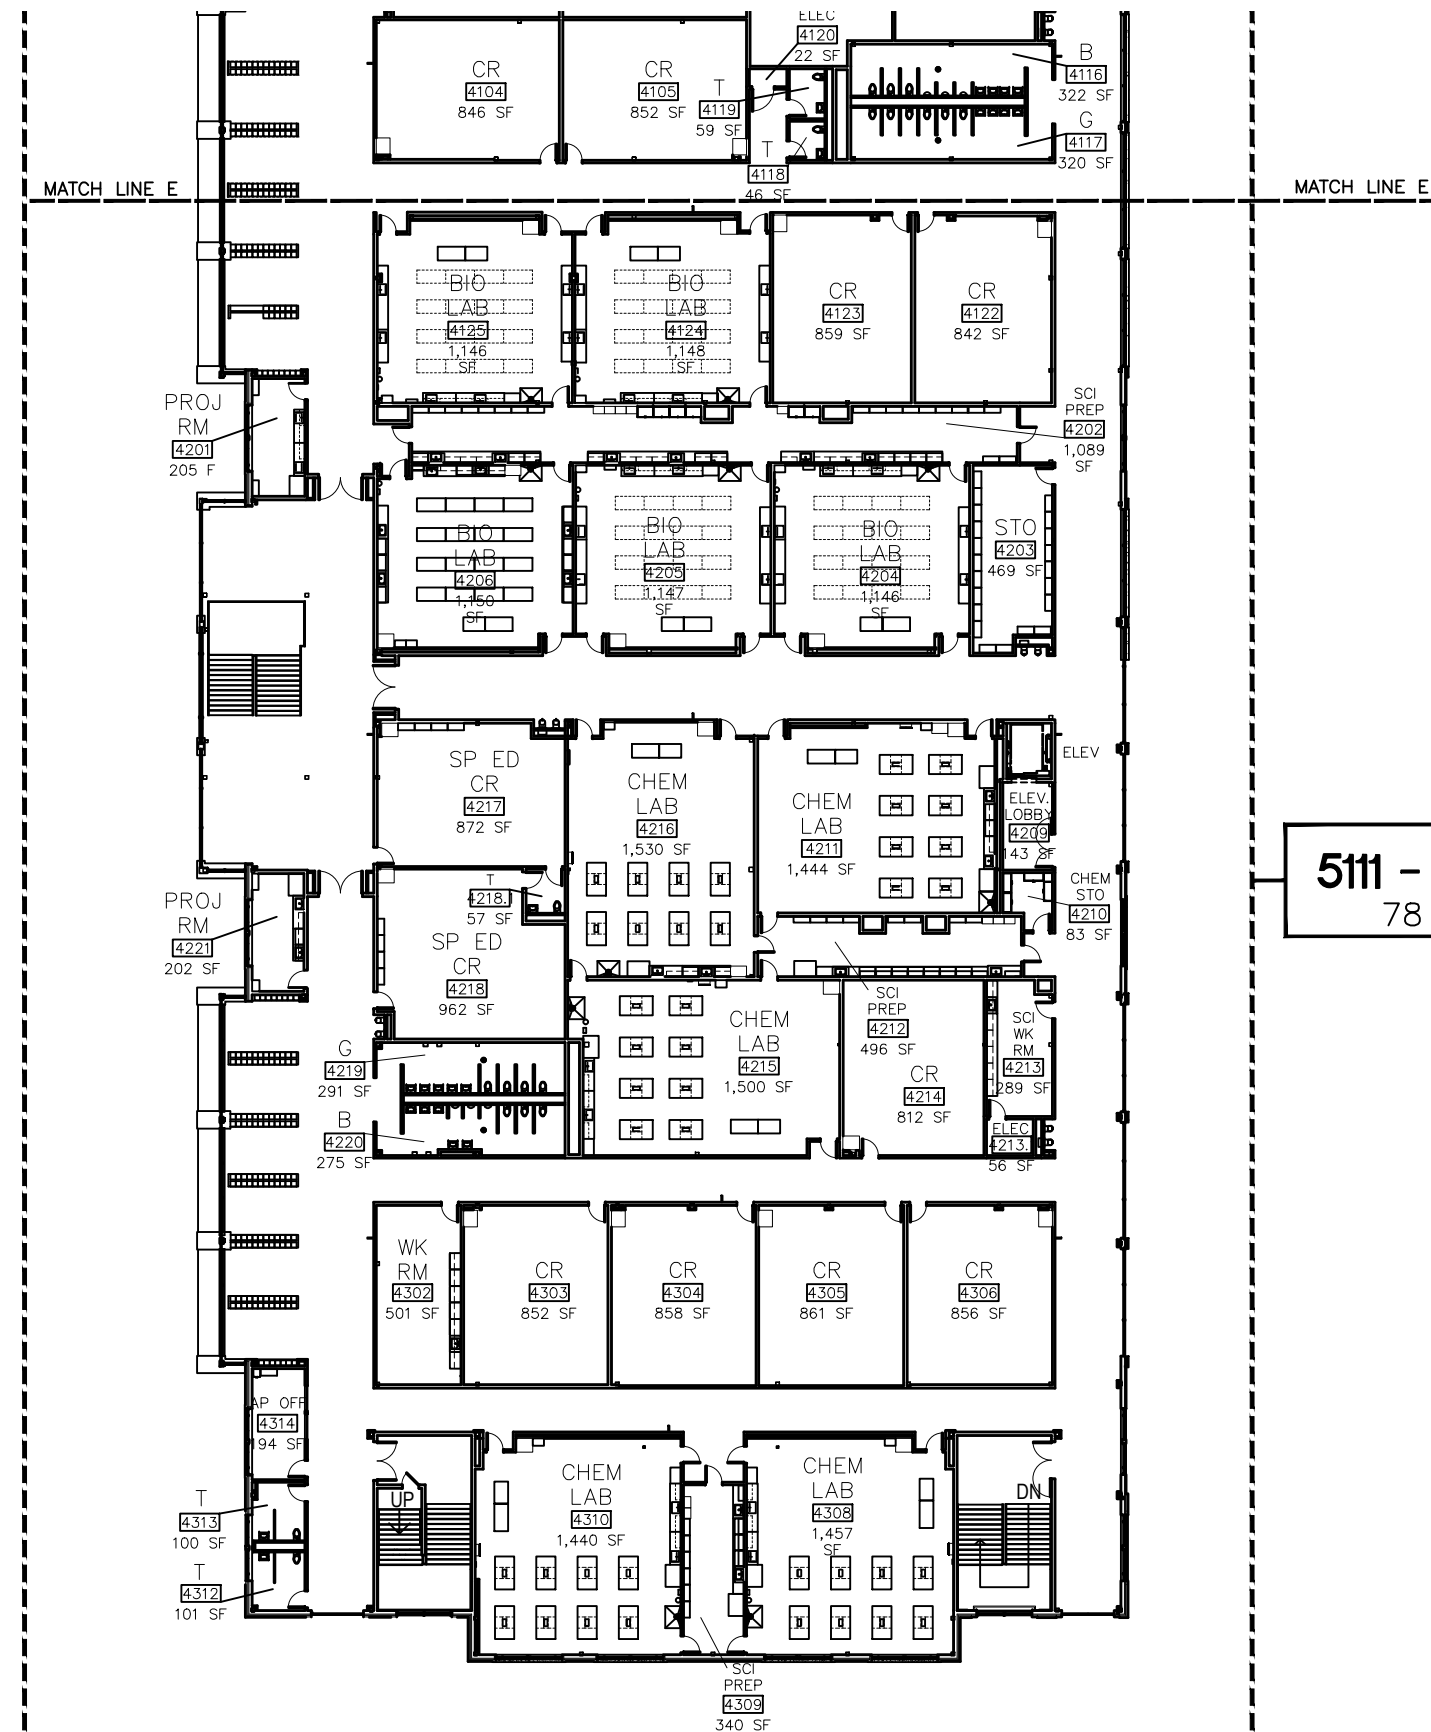 ELEC
4120
22 SF
B
4116
322 SF
CR
4104
846 SF
CR
4105
852 SF
T
4119
59 SF
G
4117
320 SF
T
4118
46 SF
MATCH LINE E
MATCH LINE E
BIO
LAB
4125
1,146
SF
BIO
LAB
4124
1,148
SF
CR
4123
859 SF
CR
4122
842 SF
PROJ
RM
4201
205 F
SCI
PREP
4202
1,089
SF
BIO
LAB
4206
1,150
SF
BIO
LAB
4205
1,147
SF
BIO
LAB
4204
1,146
SF
STO
4203
469 SF
SP ED
CR
4217
872 SF
CHEM
LAB
4216
1,530 SF
CHEM
LAB
4211
1,444 SF
ELEV
ELEV.
LOBBY
4209
143 SF
5111 -
78
PROJ
RM
4221
202 SF
T
4218.1
57 SF
CHEM
STO
4210
83 SF
SP ED
CR
4218
962 SF
SCI
PREP
4212
496 SF
CHEM
LAB
4215
1,500 SF
SCI
WK
RM
4213
289 SF
G
4219
291 SF
CR
4214
812 SF
B
4220
275 SF
ELEC
4213.
56 SF
WK
RM
4302
501 SF
CR
4303
852 SF
CR
4304
858 SF
CR
4305
861 SF
CR
4306
856 SF
AP OFF
4314
194 SF
CHEM
LAB
4310
1,440 SF
CHEM
LAB
4308
1,457
SF
UP
DN
T
4313
100 SF
T
4312
101 SF
SCI
PREP
4309
340 SF